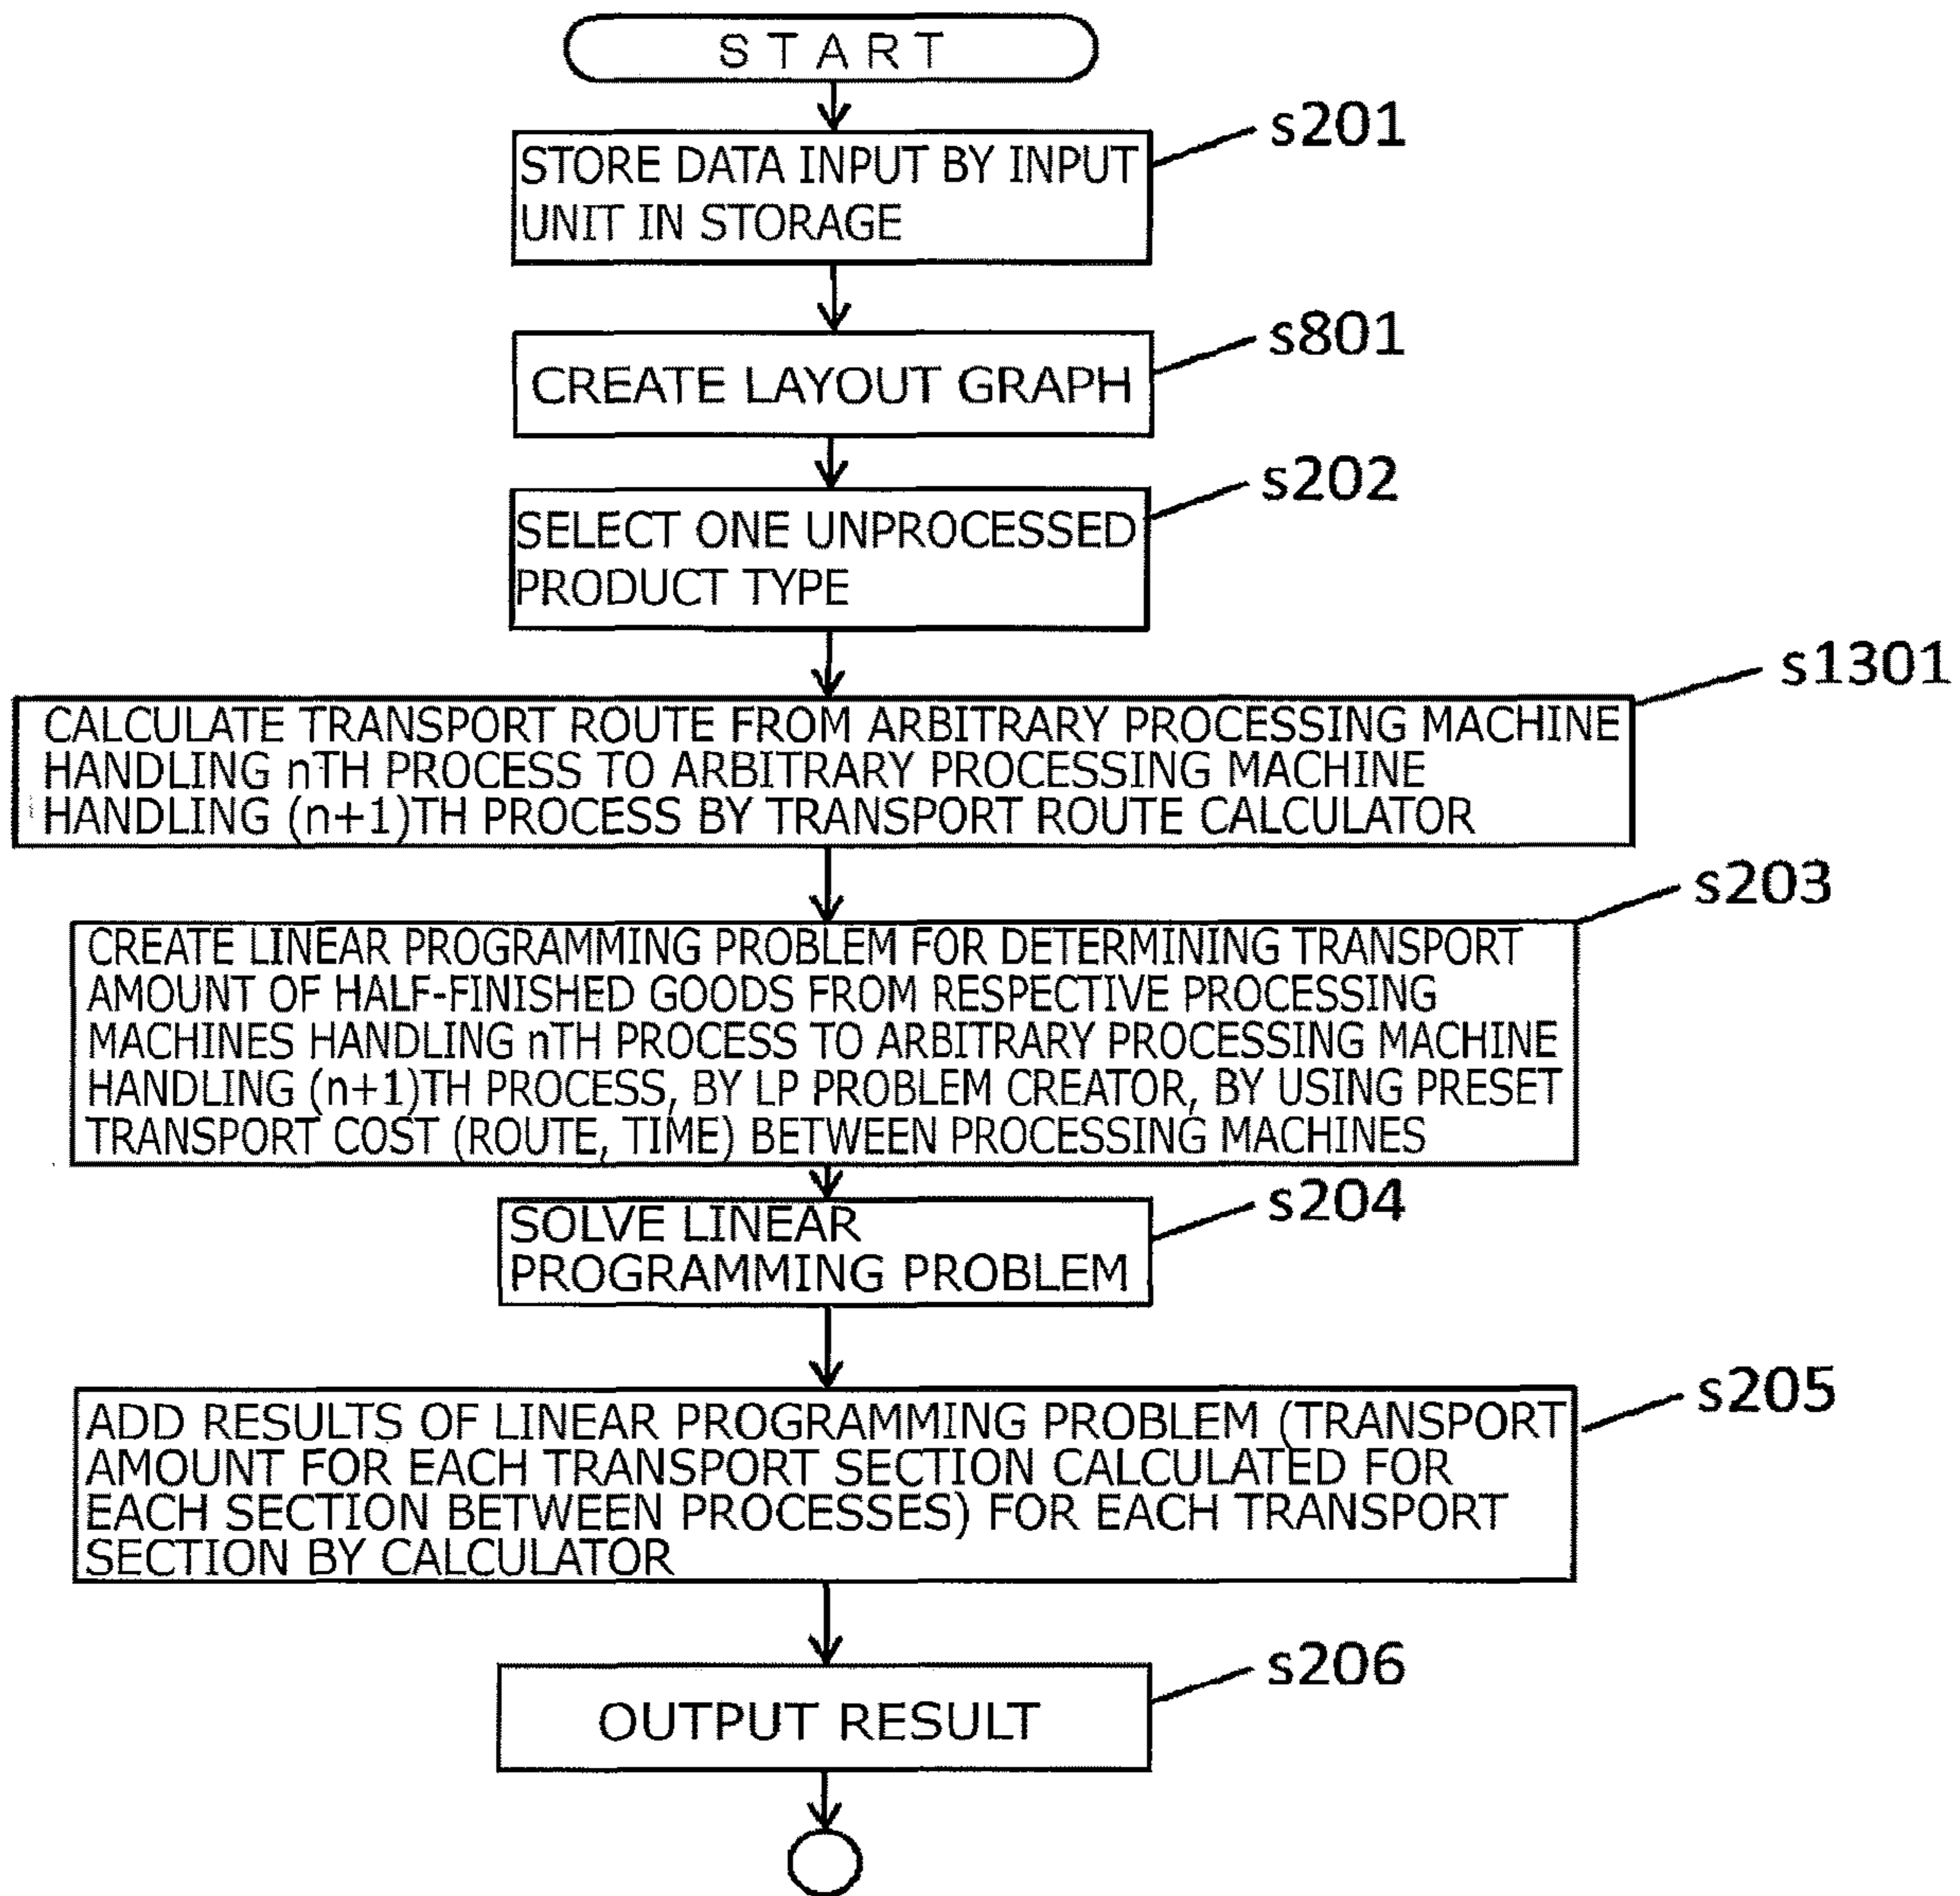 START
s201
STORE DATA INPUT BY INPUT
UNIT IN STORAGE
s801
CREATE LAYOUT GRAPH
s202
SELECT ONE UNPROCESSED
PRODUCT TYPE
s1301
CALCULATE TRANSPORT ROUTE FROM ARBITRARY PROCESSING MACHINE
HANDLING nTH PROCESS TO ARBITRARY PROCESSING MACHINE
HANDLING (n+1)TH PROCESS BY TRANSPORT ROUTE CALCULATOR
s203
CREATE LINEAR PROGRAMMING PROBLEM FOR DETERMINING TRANSPORT
AMOUNT OF HALF-FINISHED GOODS FROM RESPECTIVE PROCESSING
MACHINES HANDLING nTH PROCESS TO ARBITRARY PROCESSING MACHINE
HANDLING (n+1)TH PROCESS, BY LP PROBLEM CREATOR, BY USING PRESET
TRANSPORT COST (ROUTE, TIME) BETWEEN PROCESSING MACHINES
s204
SOLVE LINEAR
PROGRAMMING PROBLEM
s205
ADD RESULTS OF LINEAR PROGRAMMING PROBLEM (TRANSPORT
AMOUNT FOR EACH TRANSPORT SECTION CALCULATED FOR
EACH SECTION BETWEEN PROCESSES) FOR EACH TRANSPORT
SECTION BY CALCULATOR
s206
OUTPUT RESULT